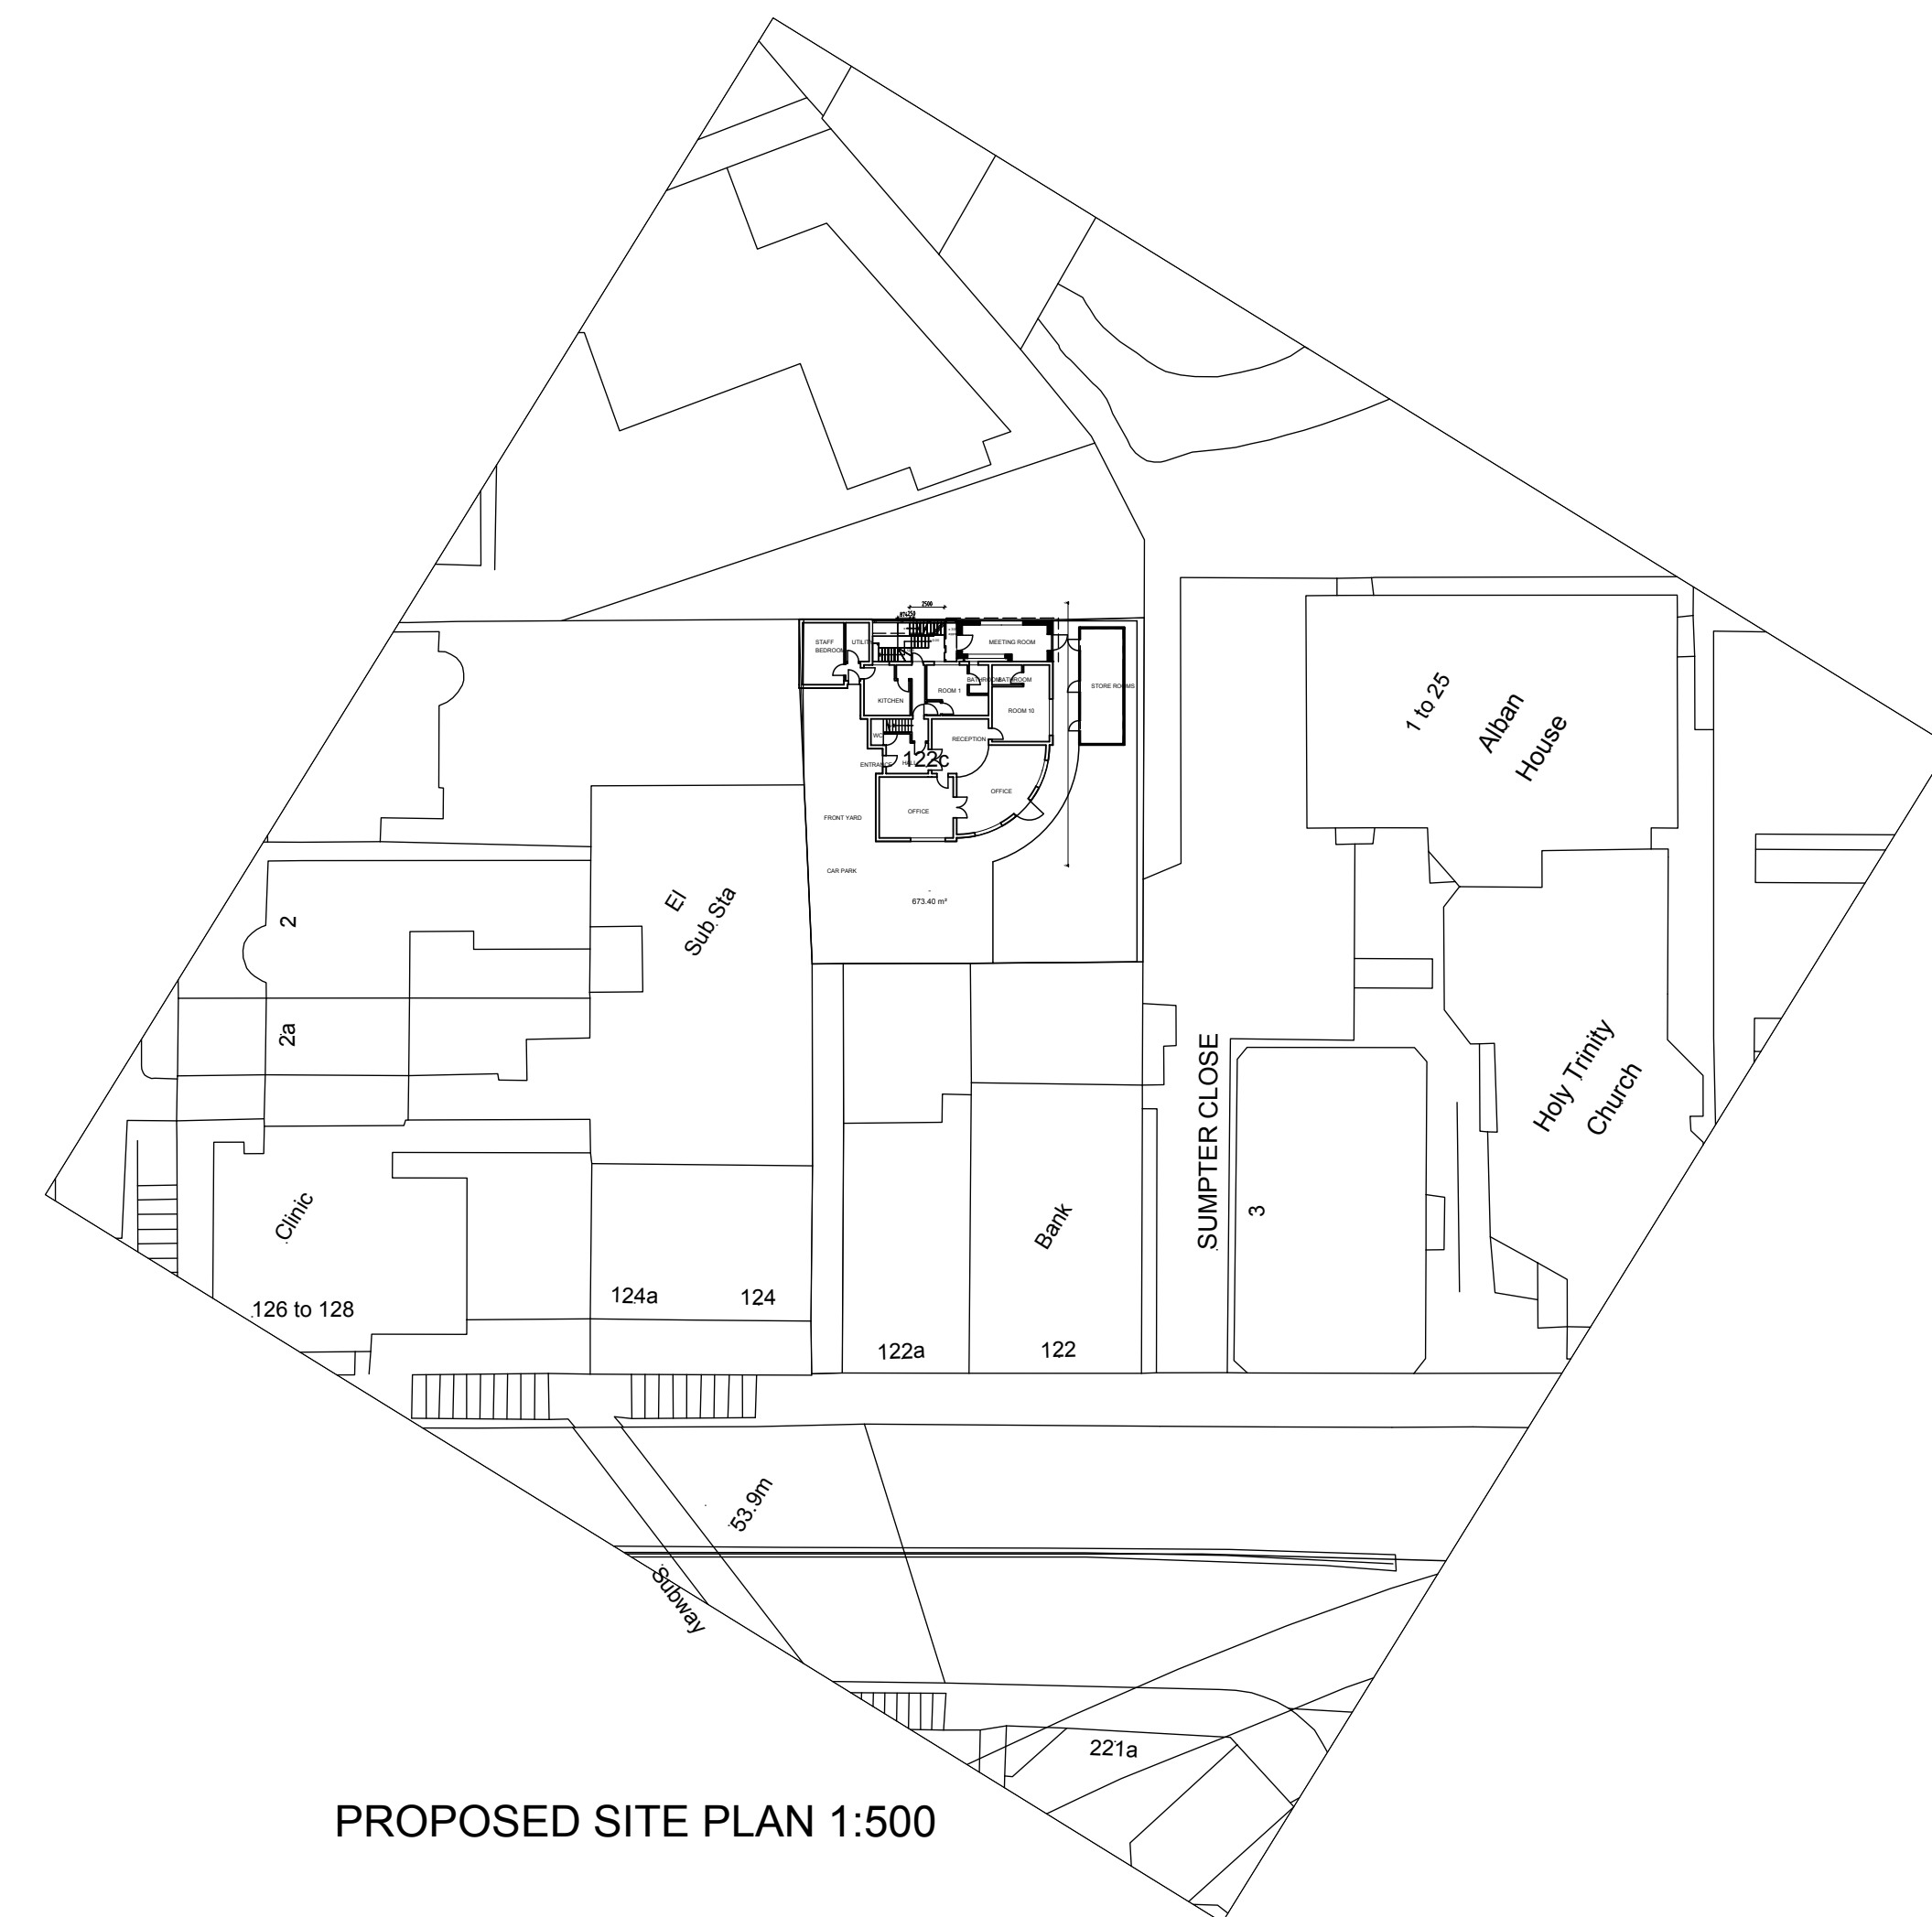 2500
STAFF
BEDROOM
UTILITY
MEETING ROOM
BATHROOM
BATHROOM
ROOM 1
STORE ROOMS
KITCHEN
ROOM 10
WC
RECEPTION
122c
ENTRANCE
HALL
OFFICE
OFFICE
FRONT YARD
CAR PARK
673.40 m²
1 to 25
Alban
House
El
Sub Sta
2
2a
Holy Trinity
Church
SUMPTER CLOSE
3
Bank
Clinic
126 to 128
124a
124
122a
122
53.9m
Subway
221a
PROPOSED SITE PLAN 1:500